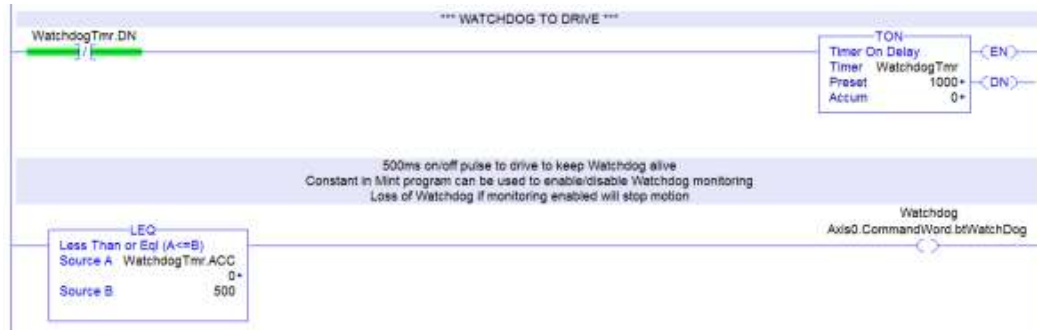 *** WATCHDOG TO DRIVE ***
WatchdogTmr.DN
TON
Timer On Delay
Timer WatchdogTmr
Preset 1000
Accum 0
EN
DN
500ms on/off pulse to drive to keep Watchdog alive
Constant in Mint program can be used to enable/disable Watchdog monitoring
Loss of Watchdog if monitoring enabled will stop motion
LEQ
Less Than or Eql (A<=B)
Source A WatchdogTmr.ACC
0
Source B 500
Watchdog
Axis0.CommandWord.btWatchDog